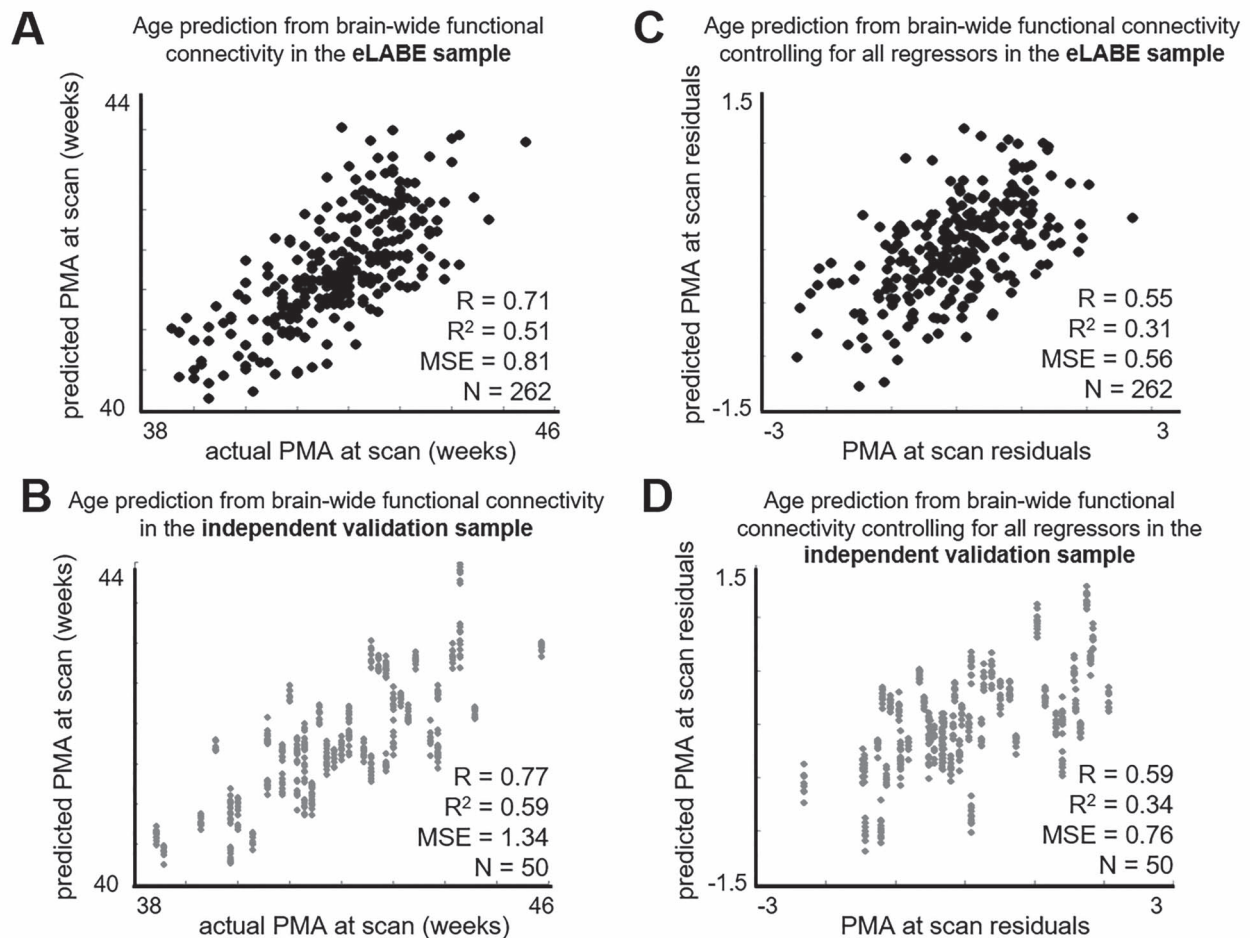 A
Age prediction from brain-wide functional
connectivity in the eLABE sample
predicted PMA at scan (weeks)
44
40
R = 0.71
R² = 0.51
MSE = 0.81
N = 262
38
46
actual PMA at scan (weeks)
C
Age prediction from brain-wide functional connectivity
controlling for all regressors in the eLABE sample
predicted PMA at scan residuals
1.5
-1.5
R = 0.55
R² = 0.31
MSE = 0.56
N = 262
-3
3
PMA at scan residuals
B
Age prediction from brain-wide functional connectivity
in the independent validation sample
predicted PMA at scan (weeks)
44
40
R = 0.77
R² = 0.59
MSE = 1.34
N = 50
38
46
actual PMA at scan (weeks)
D
Age prediction from brain-wide functional
connectivity controlling for all regressors in the
independent validation sample
predicted PMA at scan residuals
1.5
-1.5
R = 0.59
R² = 0.34
MSE = 0.76
N = 50
-3
3
PMA at scan residuals